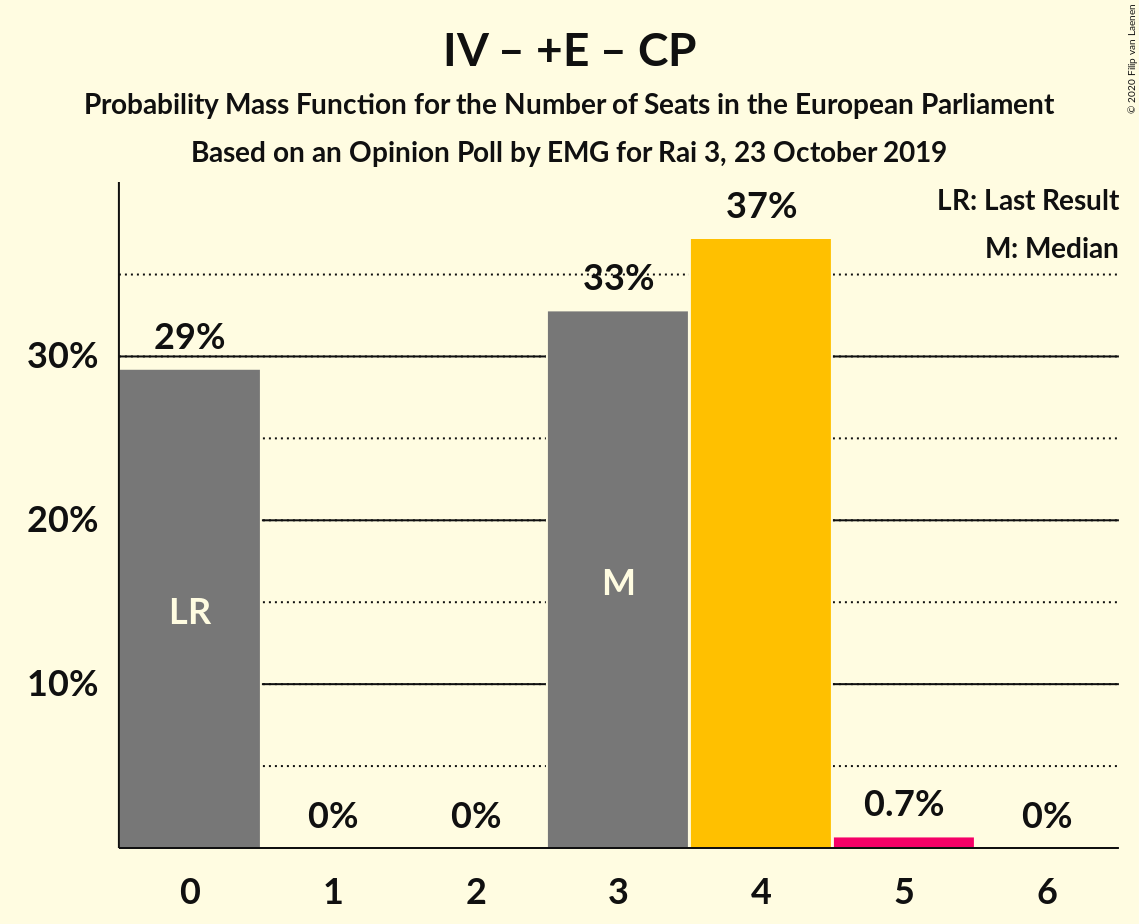 IV – +E – CP
Probability Mass Function for the Number of Seats in the European Parliament
Based on an Opinion Poll by EMG for Rai 3, 23 October 2019
© 2020 Filip van Laenen
LR: Last Result
M: Median
37%
33%
29%
30%
20%
10%
LR
M
0%
0%
0.7%
0%
0 1 2 3 4 5 6